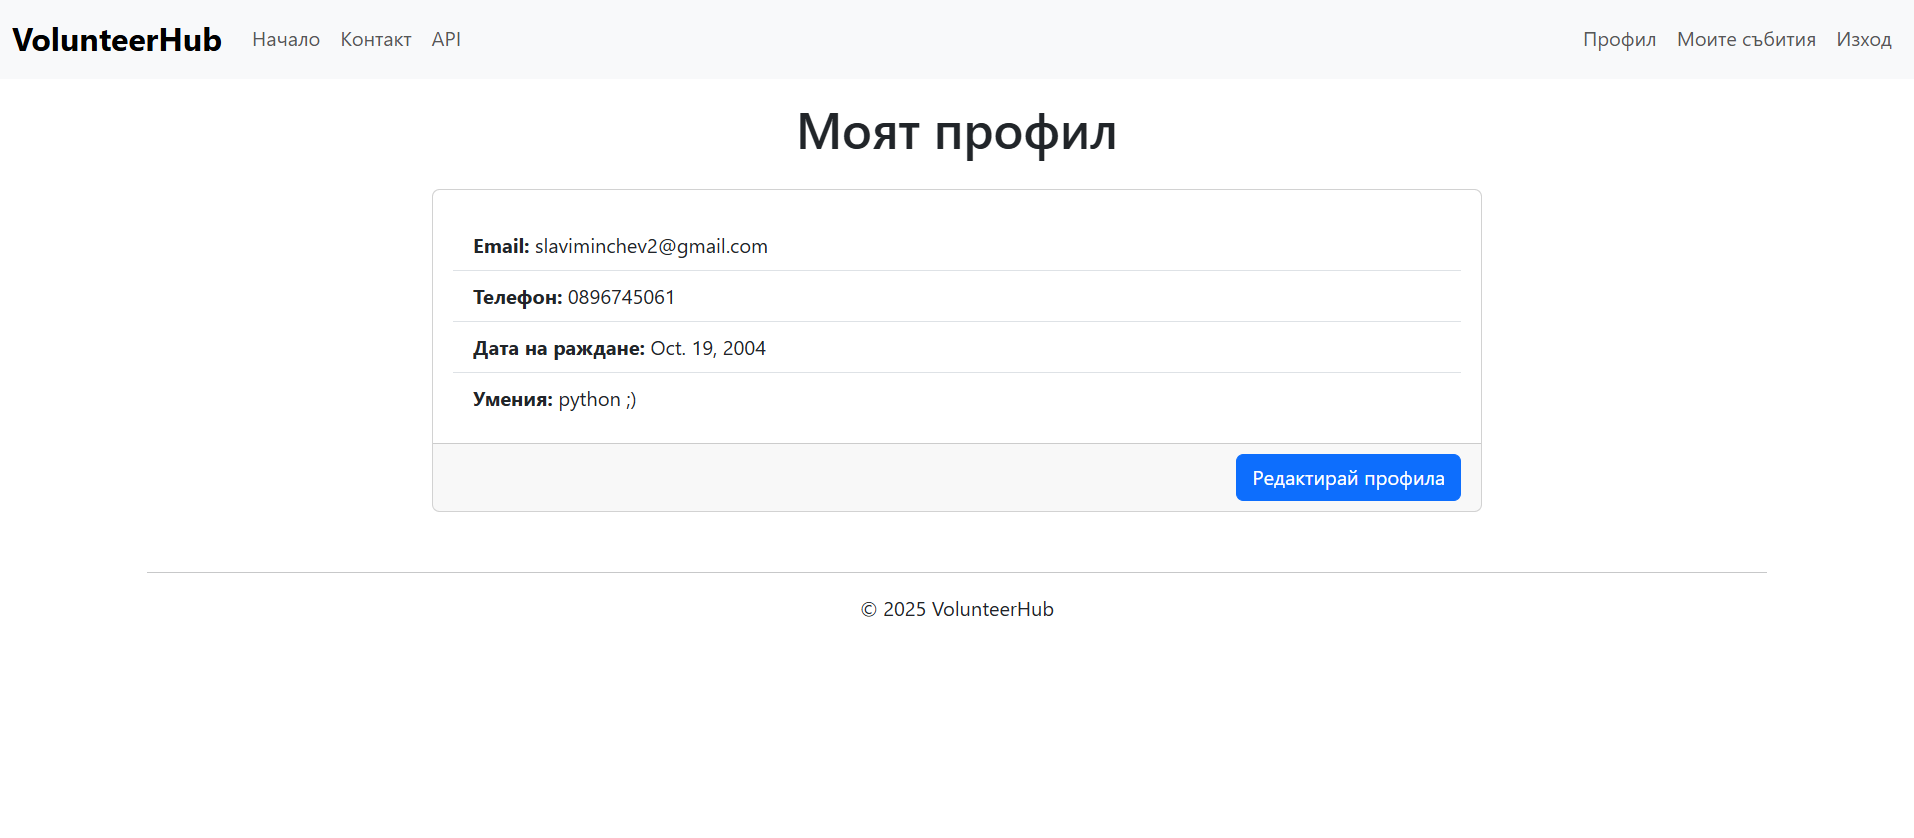 VolunteerHub Начало Контакт API Профил Моите събития Изход
Моят профил
Email: slaviminchev2@gmail.com
Телефон: 0896745061
Дата на раждане: Oct. 19, 2004
Умения: python ;)
Редактирай профила
© 2025 VolunteerHub